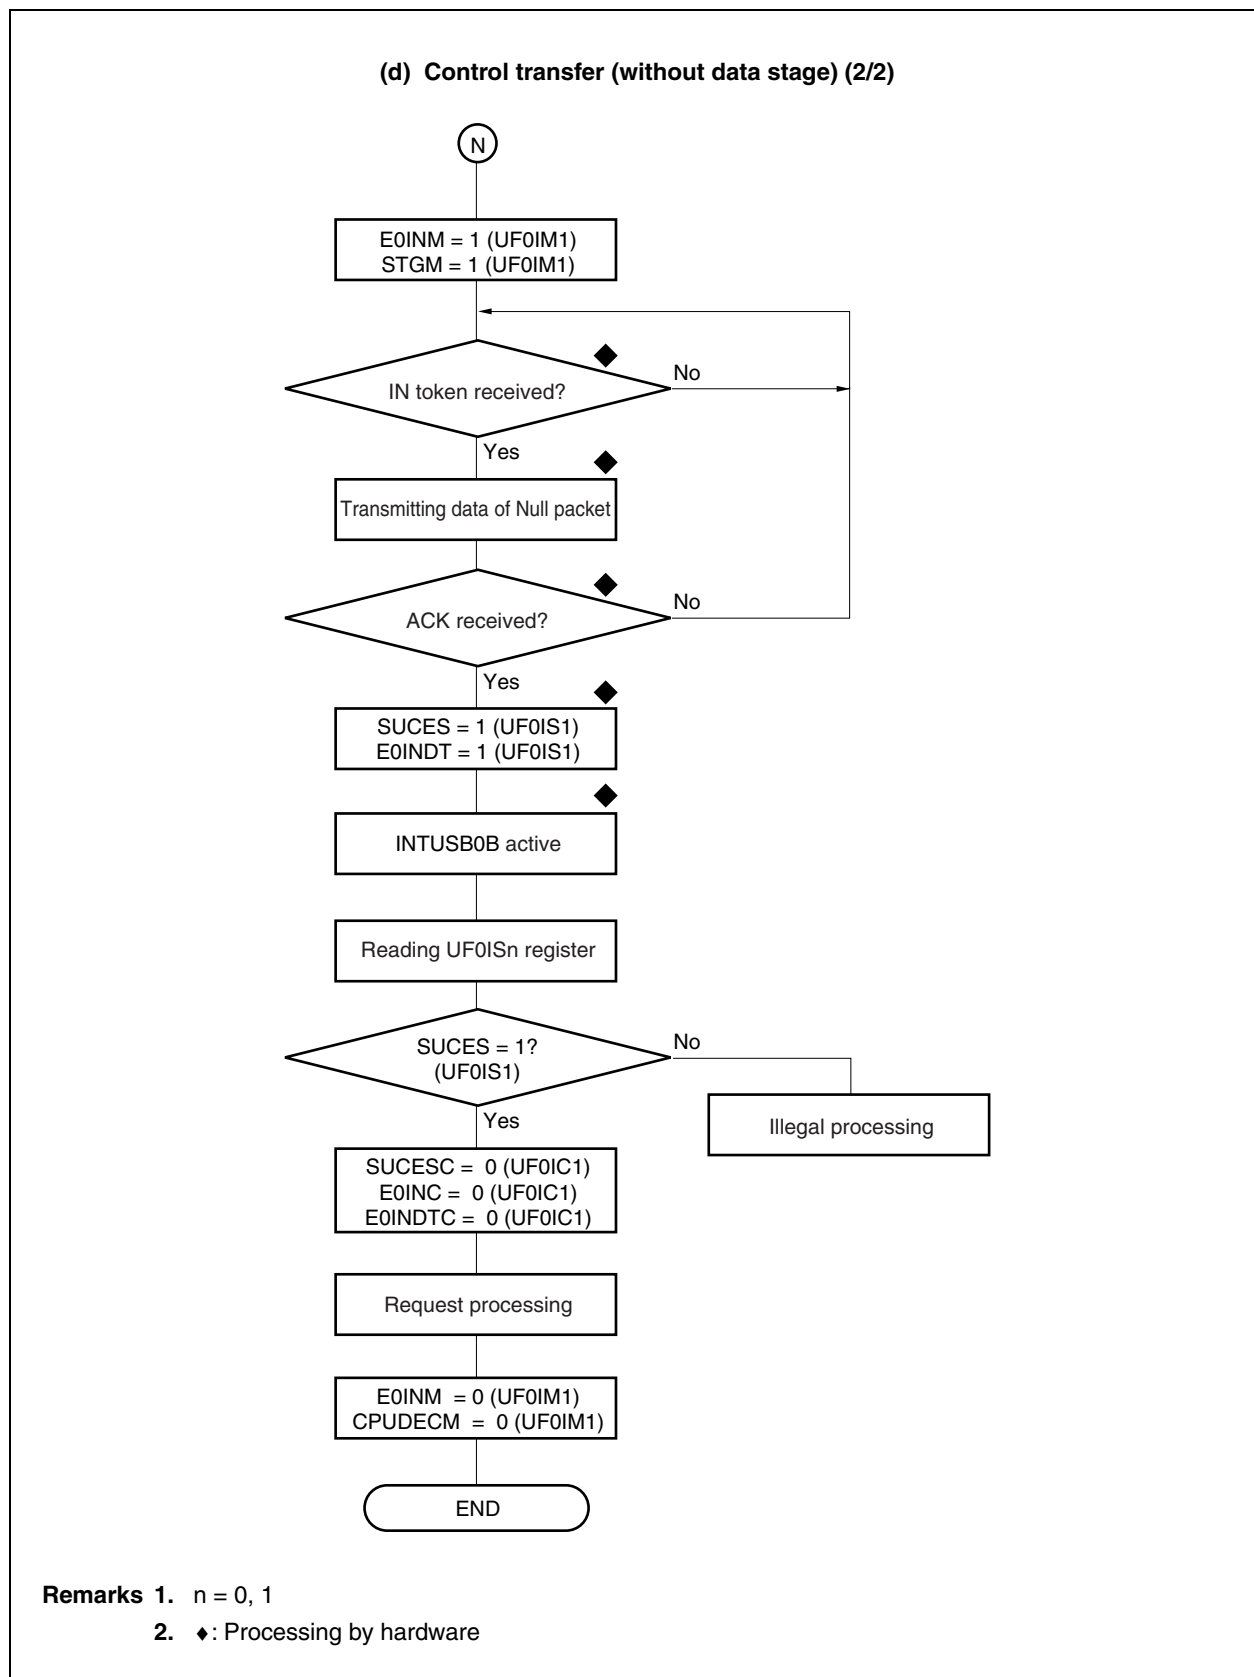 (d) Control transfer (without data stage) (2/2)
N
E0INM = 1 (UF0IM1)
STGM = 1 (UF0IM1)
IN token received?
No
Yes
Transmitting data of Null packet
ACK received?
No
Yes
SUCES = 1 (UF0IS1)
E0INDT = 1 (UF0IS1)
INTUSB0B active
Reading UF0ISn register
SUCES = 1?
(UF0IS1)
No
Illegal processing
Yes
SUCESC = 0 (UF0IC1)
E0INC = 0 (UF0IC1)
E0INDTC = 0 (UF0IC1)
Request processing
E0INM = 0 (UF0IM1)
CPUDECM = 0 (UF0IM1)
END
Remarks 1. n = 0, 1
2. ♦: Processing by hardware